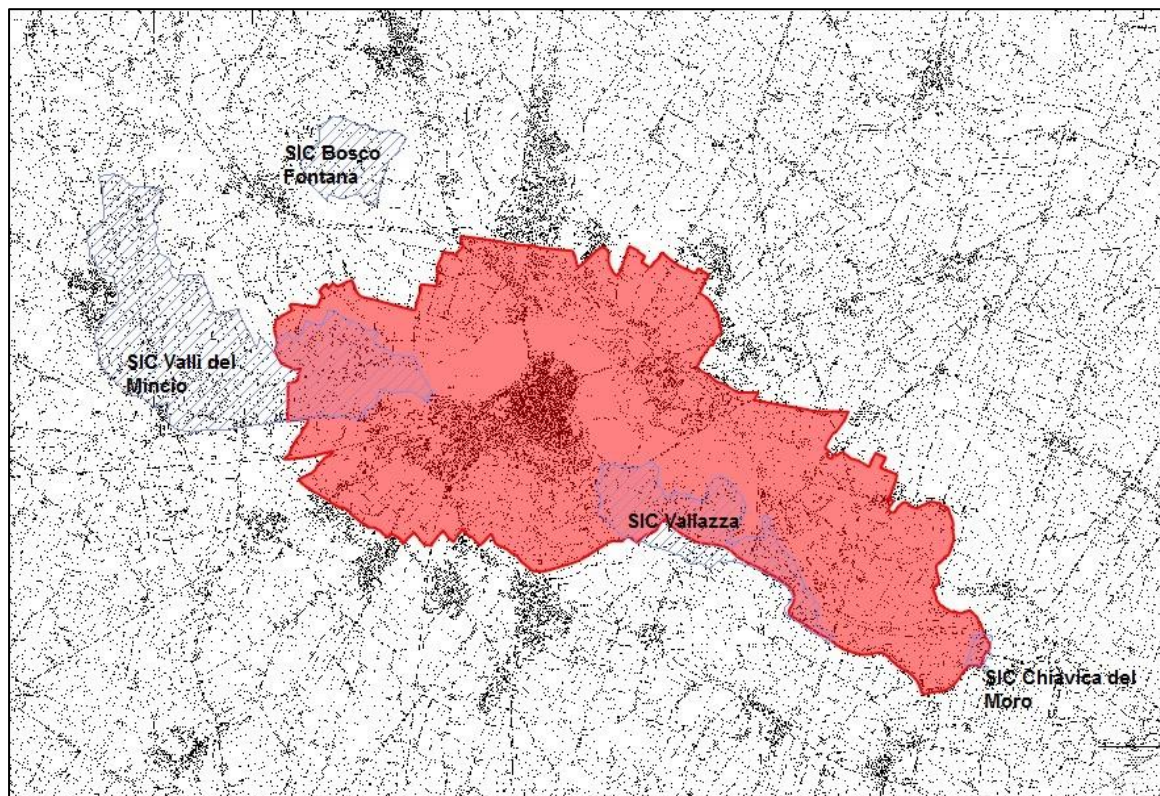 SIC Bosco
Fontana
SIC Valli del
Mincio
SIC Vallazza
SIC Chiavica del
Moro